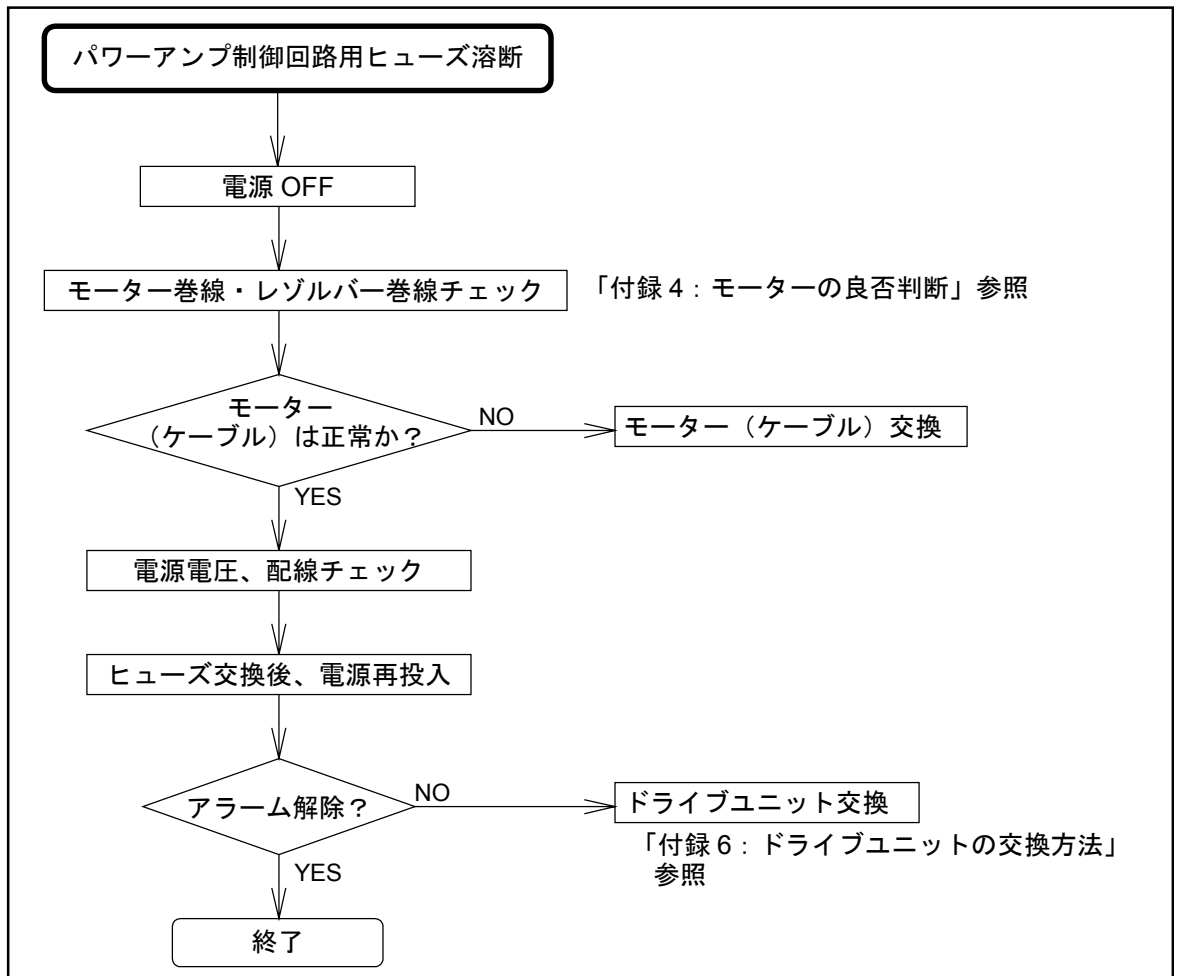 パワーアンプ制御回路用ヒューズ溶断
電源 OFF
モーター巻線・レゾルバー巻線チェック
「付録 4：モーターの良否判断」参照
モーター
（ケーブル）は正常か？
NO
モーター（ケーブル）交換
YES
電源電圧、配線チェック
ヒューズ交換後、電源再投入
アラーム解除？
NO
ドライブユニット交換
「付録 6：ドライブユニットの交換方法」
参照
YES
終了